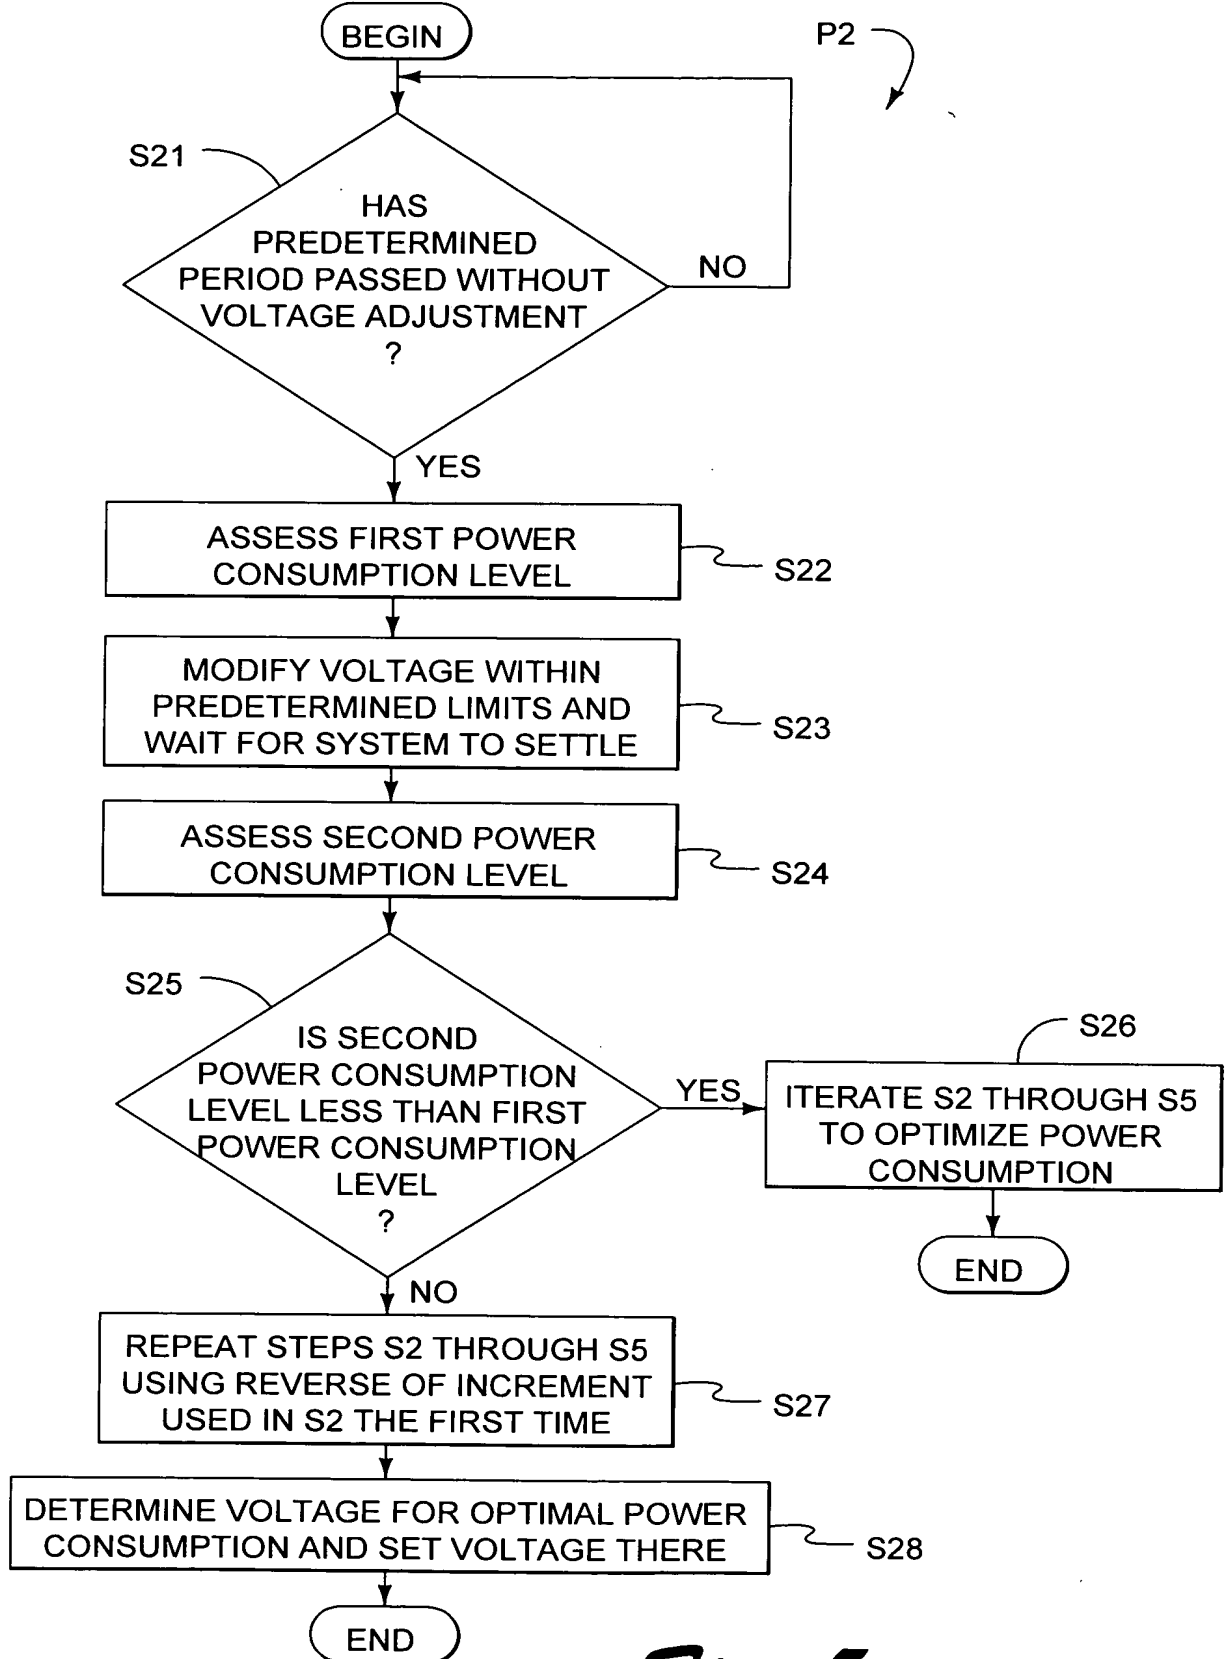 BEGIN
P2
S21
HAS
PREDETERMINED
PERIOD PASSED WITHOUT
VOLTAGE ADJUSTMENT
?
NO
YES
ASSESS FIRST POWER
CONSUMPTION LEVEL
S22
MODIFY VOLTAGE WITHIN
PREDETERMINED LIMITS AND
WAIT FOR SYSTEM TO SETTLE
S23
ASSESS SECOND POWER
CONSUMPTION LEVEL
S24
S25
IS SECOND
POWER CONSUMPTION
LEVEL LESS THAN FIRST
POWER CONSUMPTION
LEVEL
?
YES
S26
ITERATE S2 THROUGH S5
TO OPTIMIZE POWER
CONSUMPTION
END
NO
REPEAT STEPS S2 THROUGH S5
USING REVERSE OF INCREMENT
USED IN S2 THE FIRST TIME
S27
DETERMINE VOLTAGE FOR OPTIMAL POWER
CONSUMPTION AND SET VOLTAGE THERE
S28
END